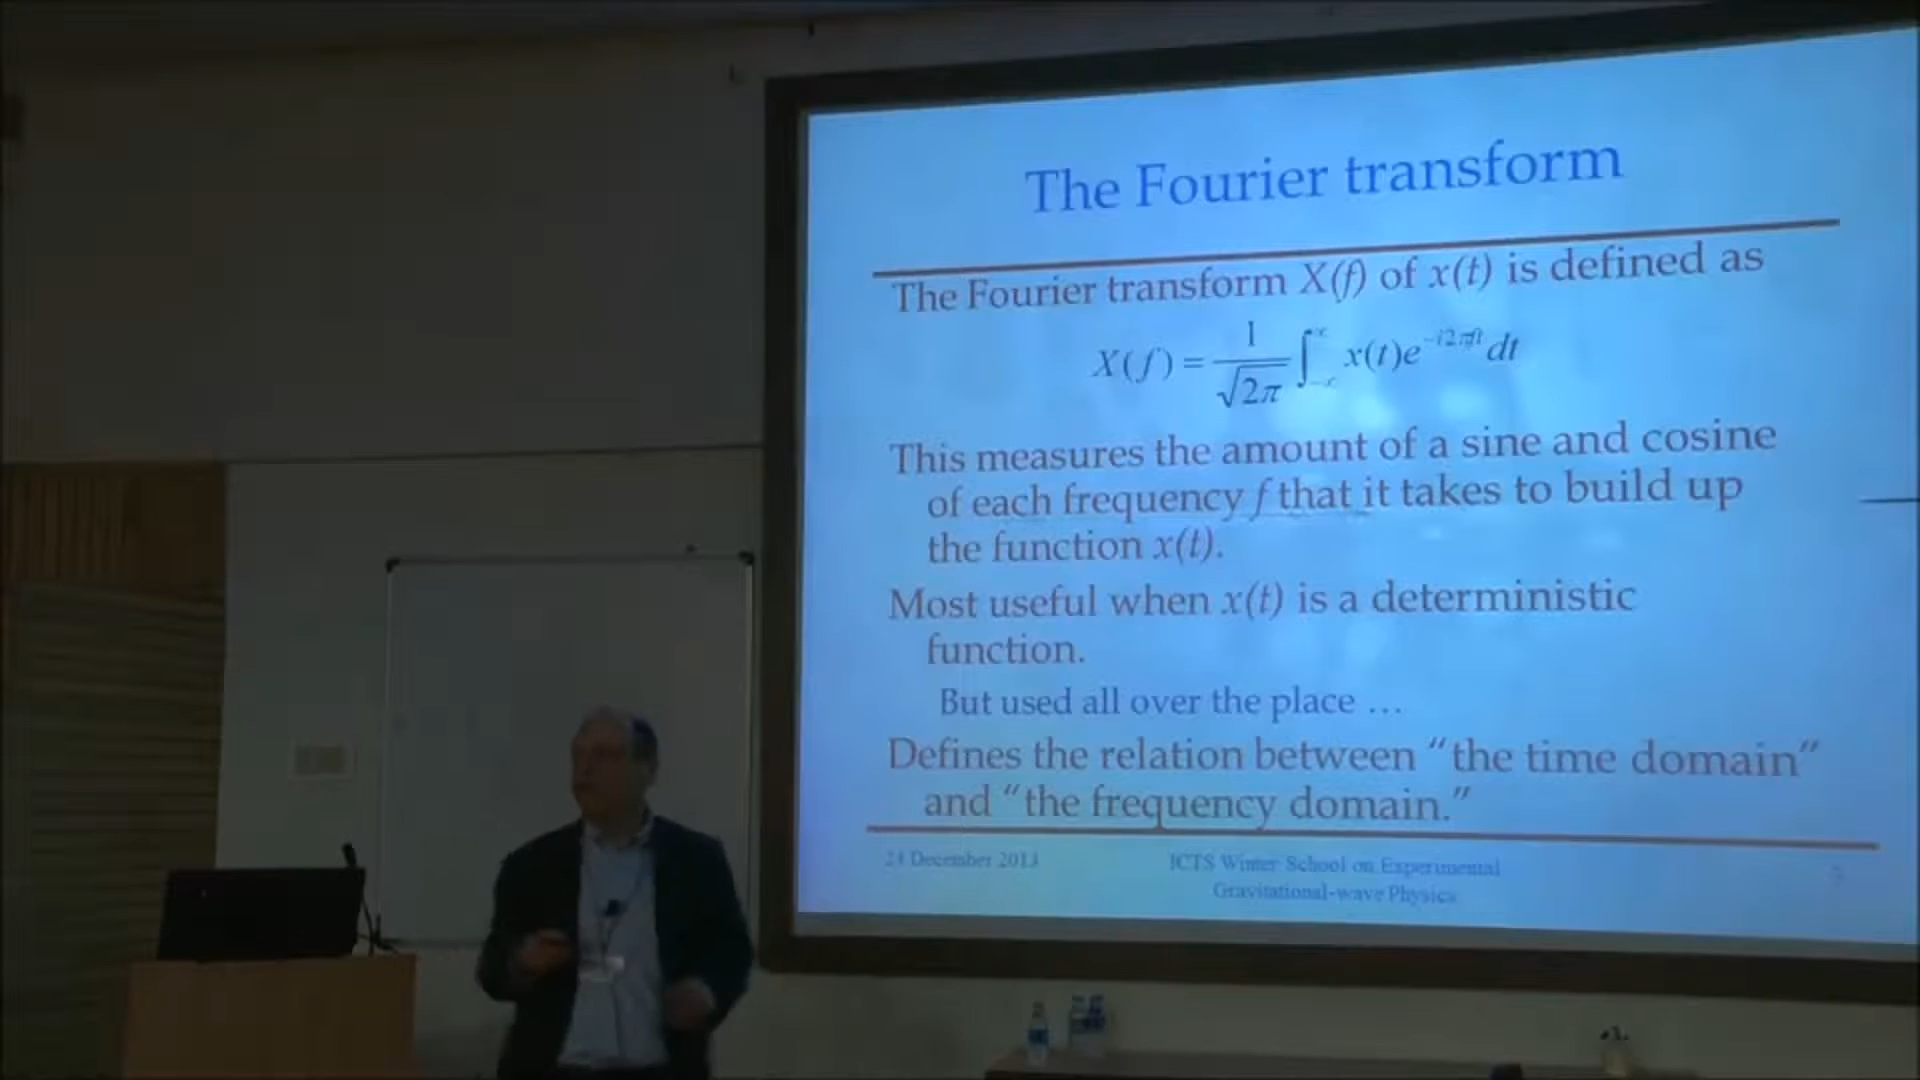 The Fourier transform
The Fourier transform X(f) of x(t) is defined as
X(f) = 1/√2π ∫ x(t)e^{-i2πft} dt
This measures the amount of a sine and cosine
of each frequency f that it takes to build up
the function x(t).
Most useful when x(t) is a deterministic
function.
But used all over the place …
Defines the relation between “the time domain”
and “the frequency domain.”
24 December 2013
ICTS Winter School on Experimental
Gravitational-wave Physics